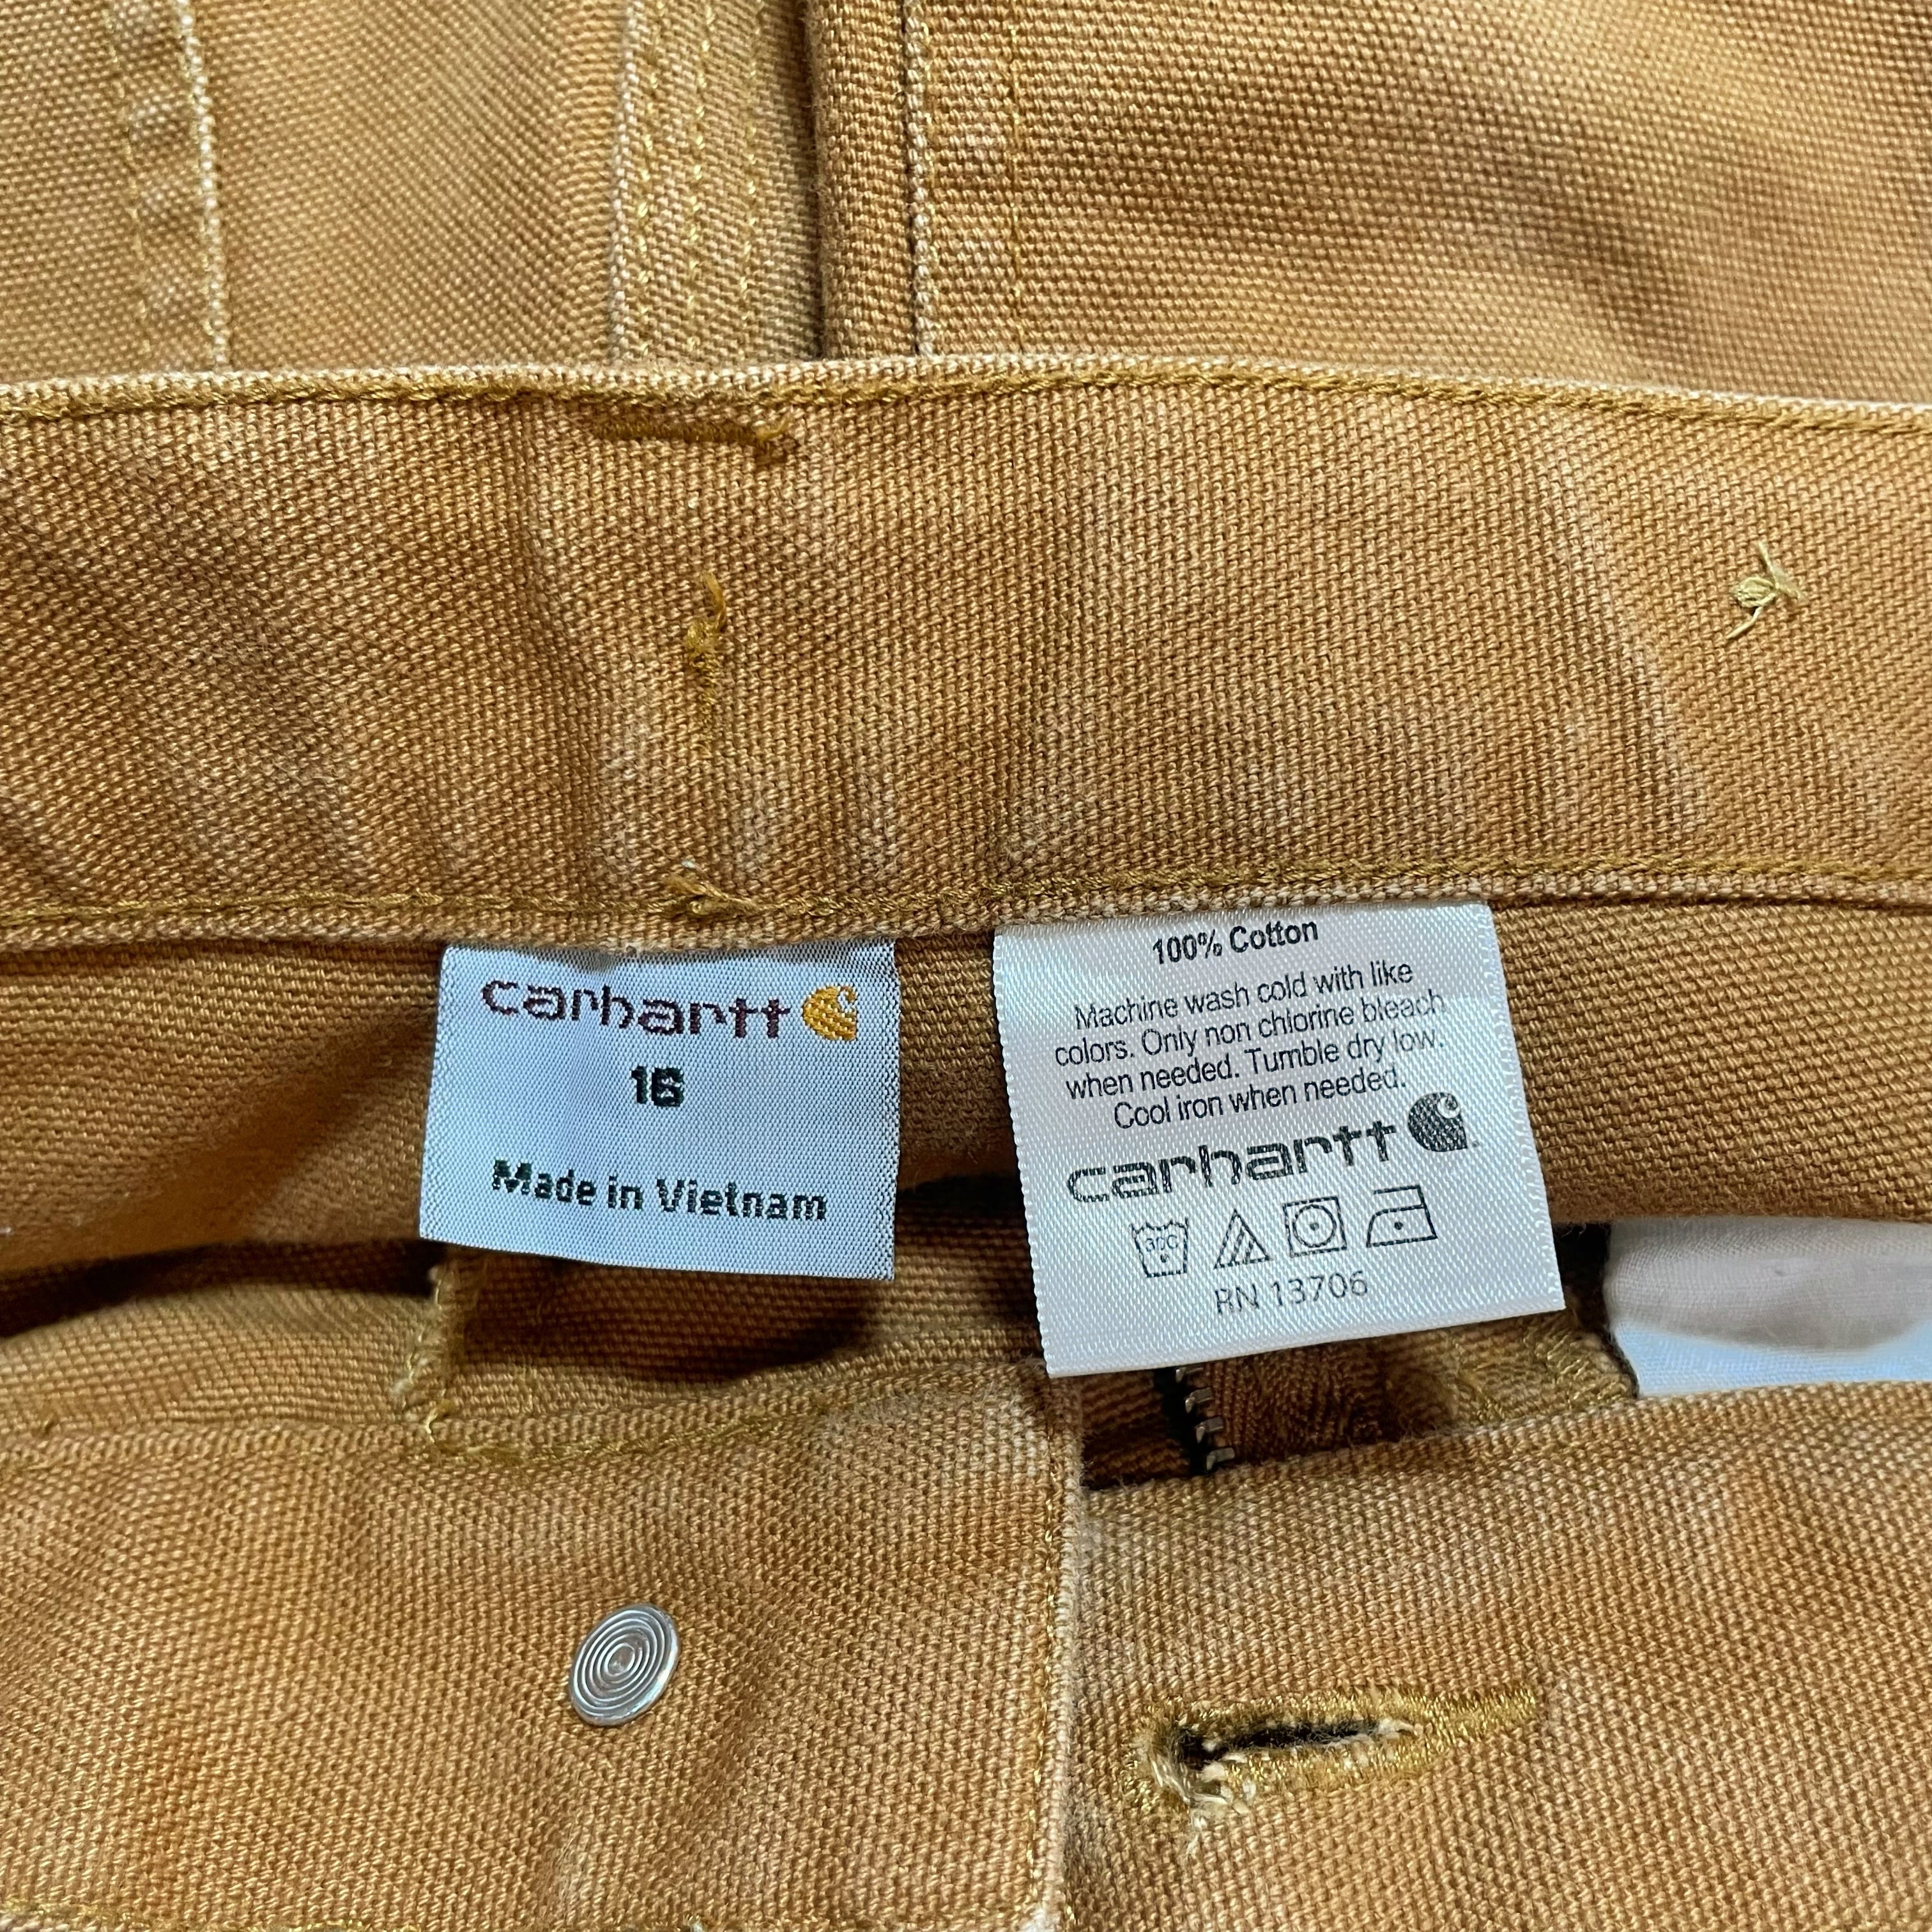 carhartt
16
Made in Vietnam
100% Cotton
Machine wash cold with like
colors. Only non chlorine bleach
when needed. Tumble dry low.
Cool iron when needed.
carhartt
30C
RN 13706